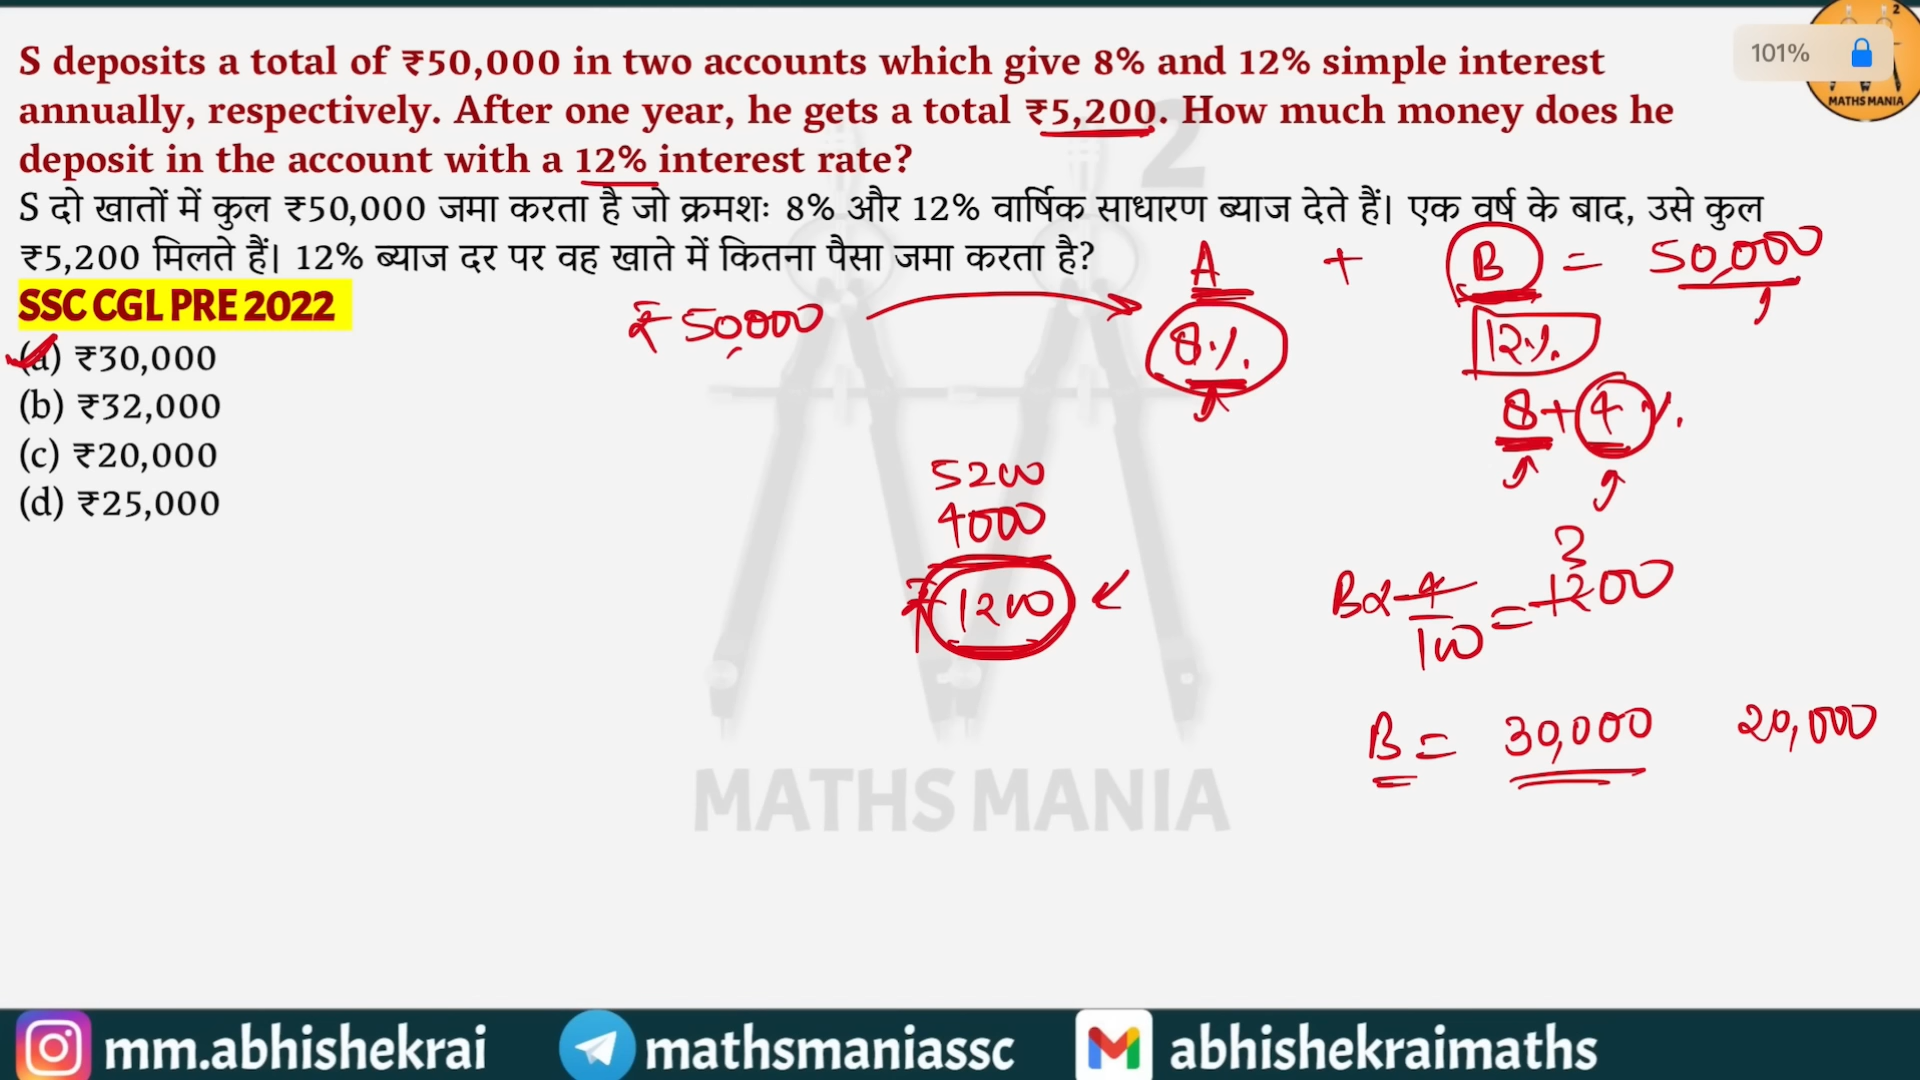 S deposits a total of ₹50,000 in two accounts which give 8% and 12% simple interest
annually, respectively. After one year, he gets a total ₹5,200. How much money does he
deposit in the account with a 12% interest rate?
S दो खातों में कुल ₹50,000 जमा करता है जो क्रमशः 8% और 12% वार्षिक साधारण ब्याज देते हैं। एक वर्ष के बाद, उसे कुल
₹5,200 मिलते हैं। 12% ब्याज दर पर वह खाते में कितना पैसा जमा करता है?
SSC CGL PRE 2022
(a) ₹30,000
(b) ₹32,000
(c) ₹20,000
(d) ₹25,000
101%
MATHS MANIA
2
A + B = 50,000
₹ 50,000
8%. 12%.
8+4%.
5200
4000
₹ 1200
3
B×4/100 = 1200
B = 30,000 20,000
MATHS MANIA
mm.abhishekrai mathsmaniassc abhishekraimaths